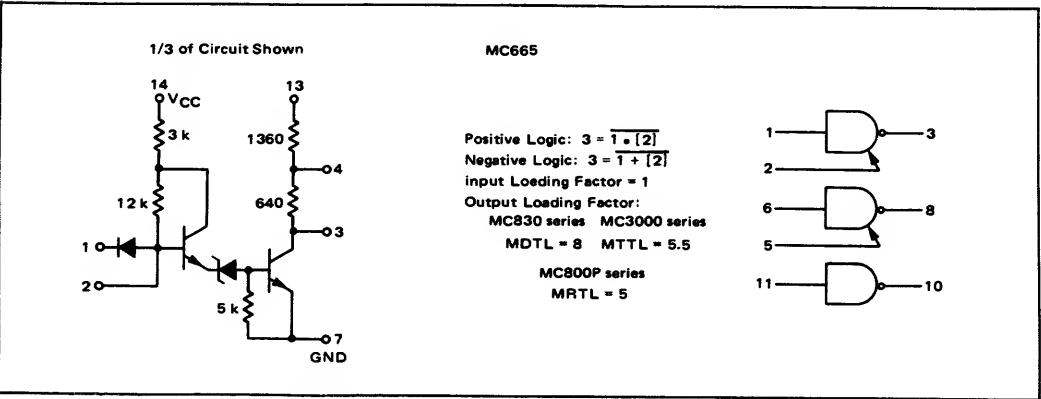 1/3 of Circuit Shown
MC665
14
VCC
13
3 k
1360
4
12 k
640
3
1
2
5 k
7
GND
Positive Logic: 3 = 1 • [2]
Negative Logic: 3 = 1 + [2]
input Loeding Factor = 1
Output Loading Factor:
MC830 series MC3000 series
MDTL = 8 MTTL = 5.5
MC800P series
MRTL = 5
1
3
2
6
8
5
11
10